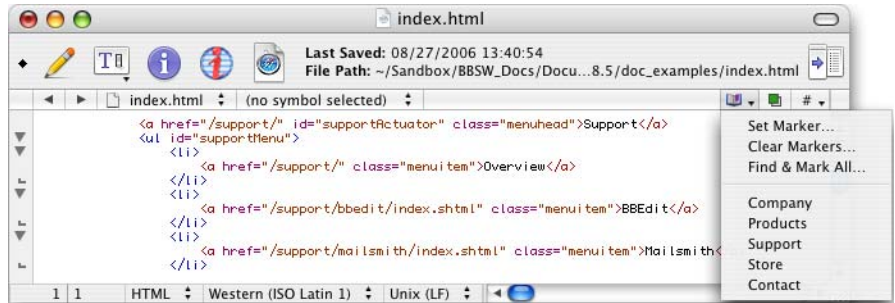 index.html
Last Saved: 08/27/2006 13:40:54
File Path: ~/Sandbox/BBSW_Docs/Docu...8.5/doc_examples/index.html
index.html (no symbol selected) #
<a href="/support/" id="supportActuator" class="menuhead">Support</a>
<ul id="supportMenu">
<li>
<a href="/support/" class="menuitem">Overview</a>
</li>
<li>
<a href="/support/bbedit/index.shtml" class="menuitem">BBEdit</a>
</li>
<li>
<a href="/support/mailsmith/index.shtml" class="menuitem">Mailsmith<
</li>
Set Marker...
Clear Markers...
Find & Mark All...
Company
Products
Support
Store
Contact
1 1 HTML Western (ISO Latin 1) Unix (LF)